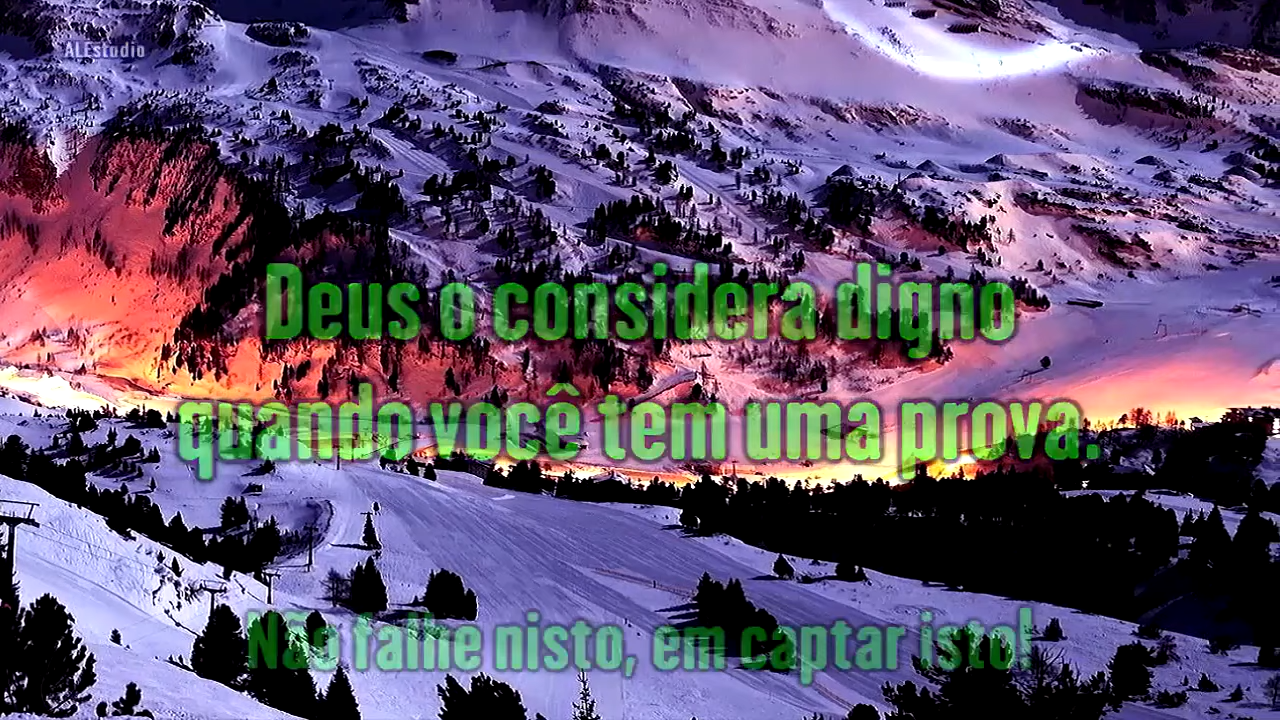 ALEstudio
Deus o considera digno
quando você tem uma prova.
Não falhe nisto, em captar isto!